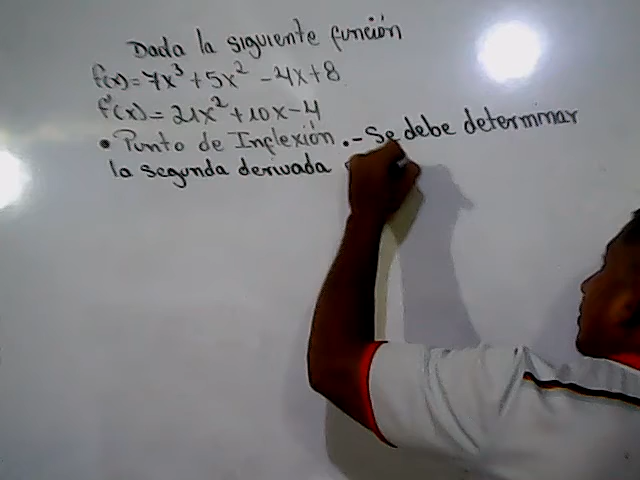 Dada la siguiente función
f(x)=7x³+5x²-4x+8
f'(x)=21x²+10x-4
• Punto de Inflexión.- Se debe determinar
la segunda derivada